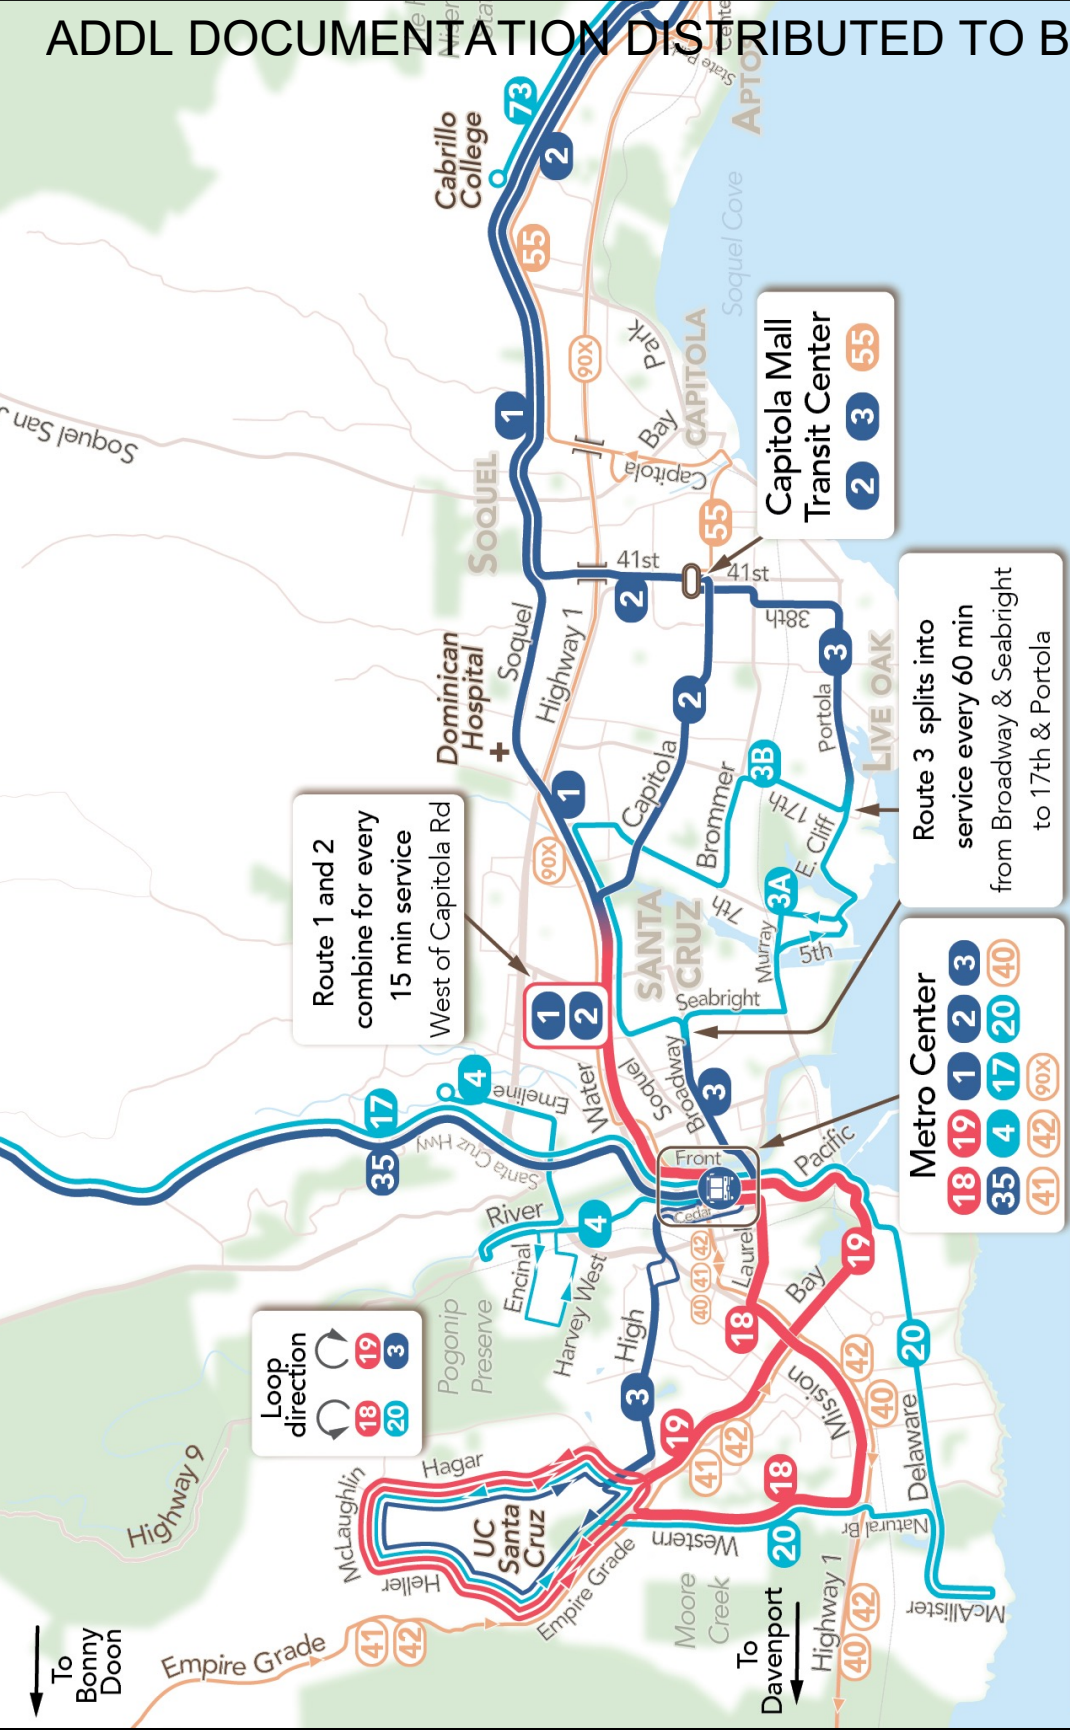 ADDL DOCUMENTATION DISTRIBUTED TO B
73
Cabrillo
College
2
55
State Park
Center
APTOS
Soquel Cove
90X
Park
CAPITOLA
Bay
Capitola
1
Soquel San J
SOQUEL
Capitola Mall
Transit Center
2 3 55
55
41st
41st
2
38th
3
Portola
LIVE OAK
Soquel
Highway 1
Dominican
Hospital
+
2
Capitola
Brommer
3B
17th
E. Cliff
3A
7th
5th
Murray
Seabright
1
90X
SANTA
CRUZ
Route 1 and 2
combine for every
15 min service
West of Capitola Rd
1
2
Route 3 splits into
service every 60 min
from Broadway & Seabright
to 17th & Portola
Metro Center
18 19 1 2 3
35 4 17 20 40
41 42 90X
Water
Soquel
Broadway
3
Emeline
4
17
35
Santa Cruz Hwy
River
4
Encinal
Harvey West
Front
Cedar
Pacific
Laurel
40 41 42
19
Bay
18
High
3
Pogonip
Preserve
Loop
direction
18 19
20 3
Mission
42
40
20
Delaware
19
42
41
18
20
Western
Natural Br
McAllister
Hagar
McLaughlin
Heller
UC
Santa
Cruz
Highway 9
Empire Grade
Moore
Creek
Empire Grade
41
42
To
Bonny
Doon
To
Davenport
Highway 1
40
42